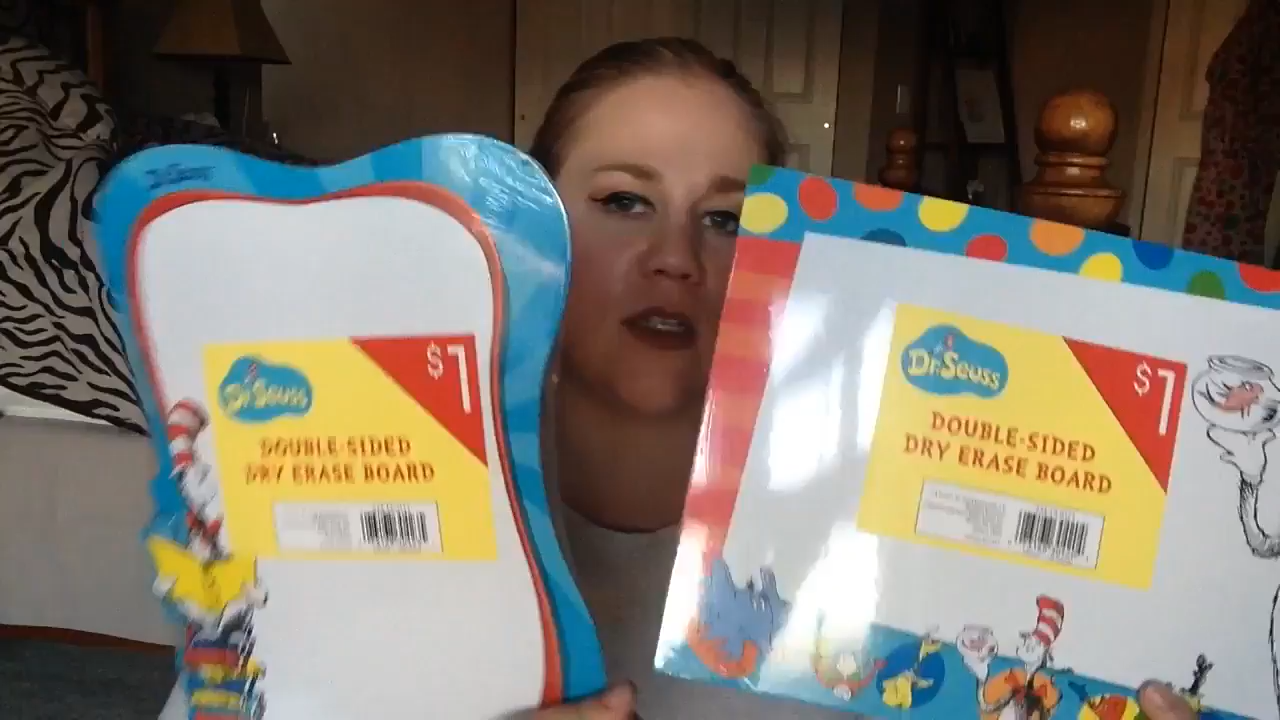 Dr. Seuss
$1
DOUBLE-SIDED
DRY ERASE BOARD
Dr. Seuss
$1
DOUBLE-SIDED
DRY ERASE BOARD